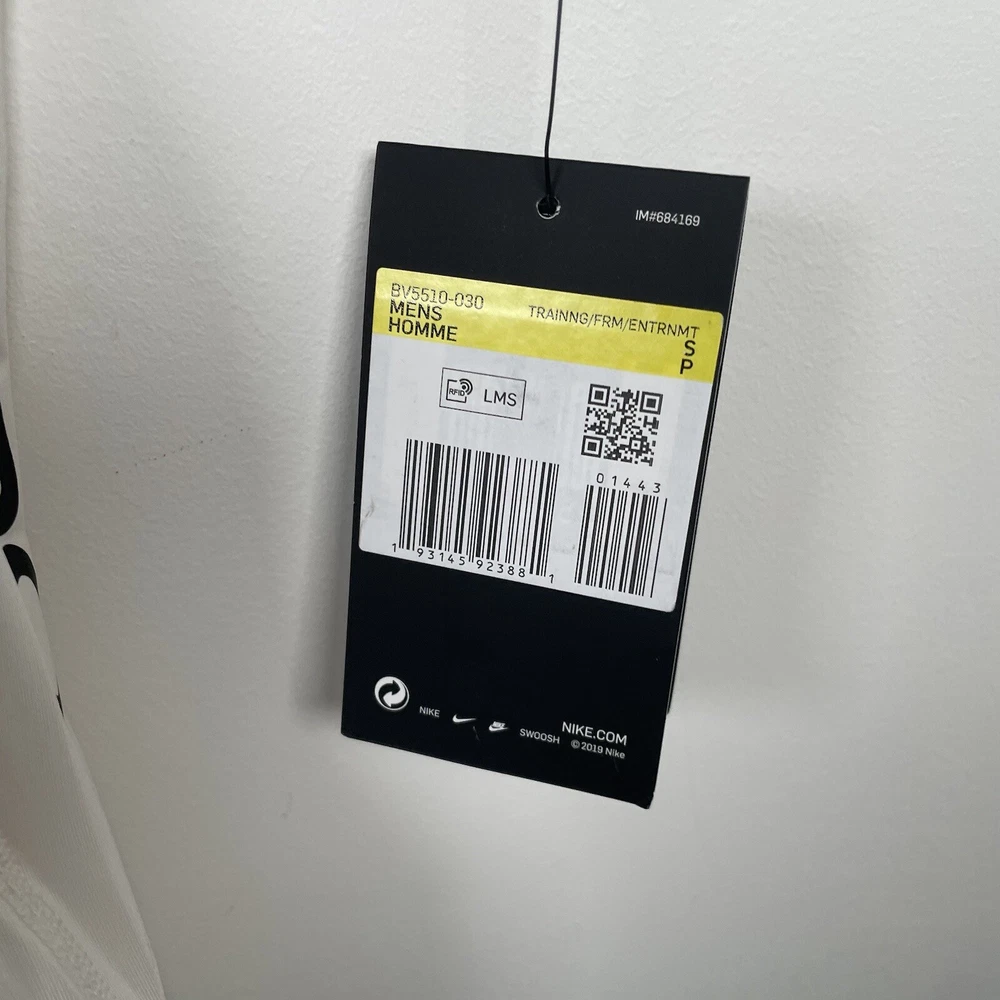 IM#684169
BV5510-030
MENS
HOMME
TRAINNG/FRM/ENTRNMT
S
P
RFID LMS
01443
1 93145 92388 1
NIKE
NIKE
SWOOSH
NIKE.COM
© 2019 Nike